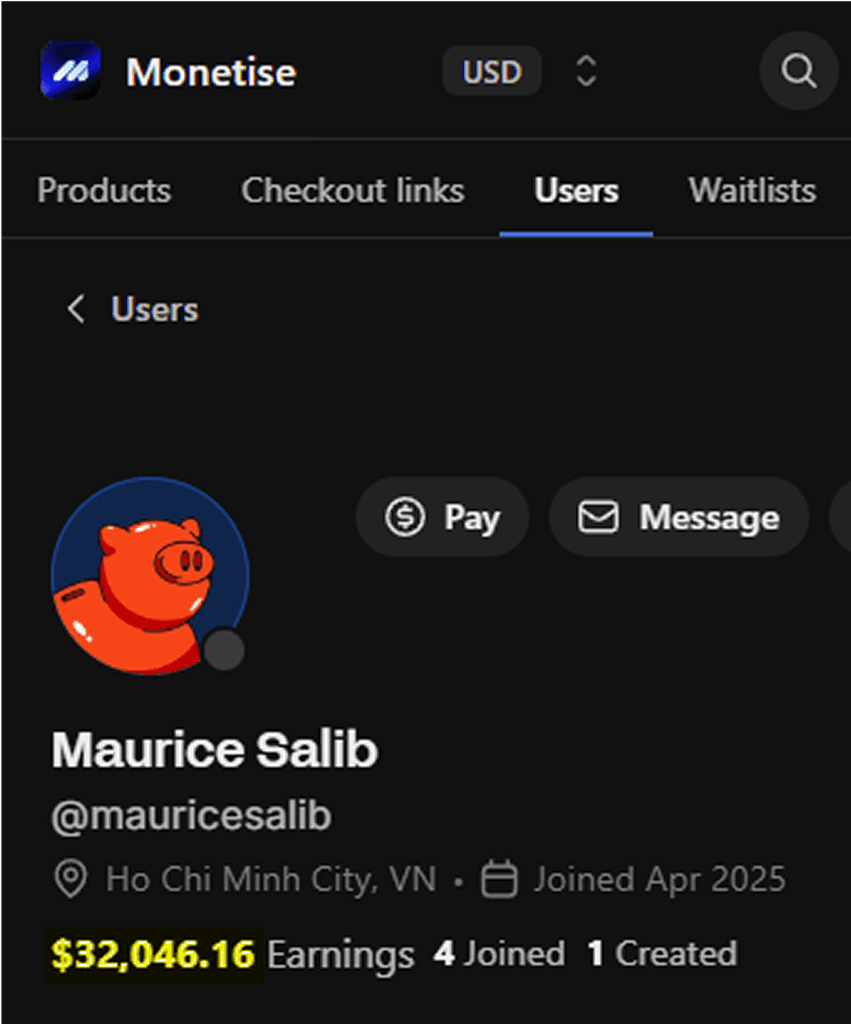 Monetise USD
Products Checkout links Users Waitlists
Users
Pay Message
Maurice Salib
@mauricesalib
Ho Chi Minh City, VN • Joined Apr 2025
$32,046.16 Earnings 4 Joined 1 Created